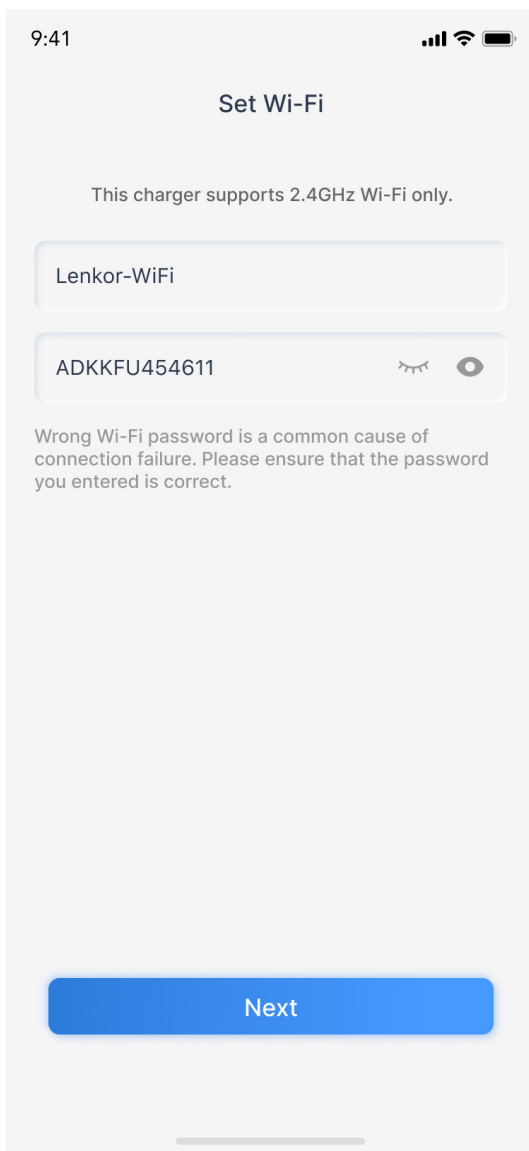 9:41
Set Wi-Fi
This charger supports 2.4GHz Wi-Fi only.
Lenkor-WiFi
ADKKFU454611
Wrong Wi-Fi password is a common cause of
connection failure. Please ensure that the password
you entered is correct.
Next